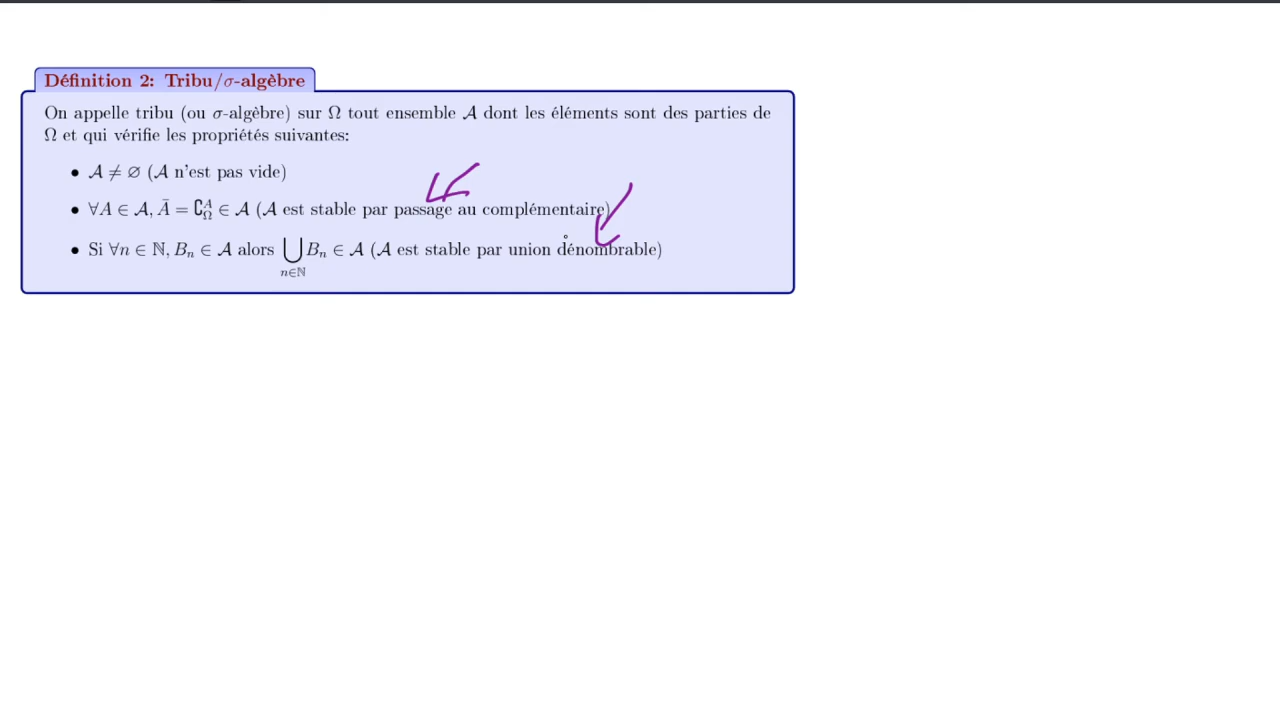 Définition 2: Tribu/σ-algèbre
On appelle tribu (ou σ-algèbre) sur Ω tout ensemble 𝒜 dont les éléments sont des parties de
Ω et qui vérifie les propriétés suivantes:
• 𝒜 ≠ ∅ (𝒜 n'est pas vide)
• ∀A ∈ 𝒜, Ā = ∁_Ω^A ∈ 𝒜 (𝒜 est stable par passage au complémentaire)
• Si ∀n ∈ ℕ, B_n ∈ 𝒜 alors ⋃_{n∈ℕ} B_n ∈ 𝒜 (𝒜 est stable par union dénombrable)